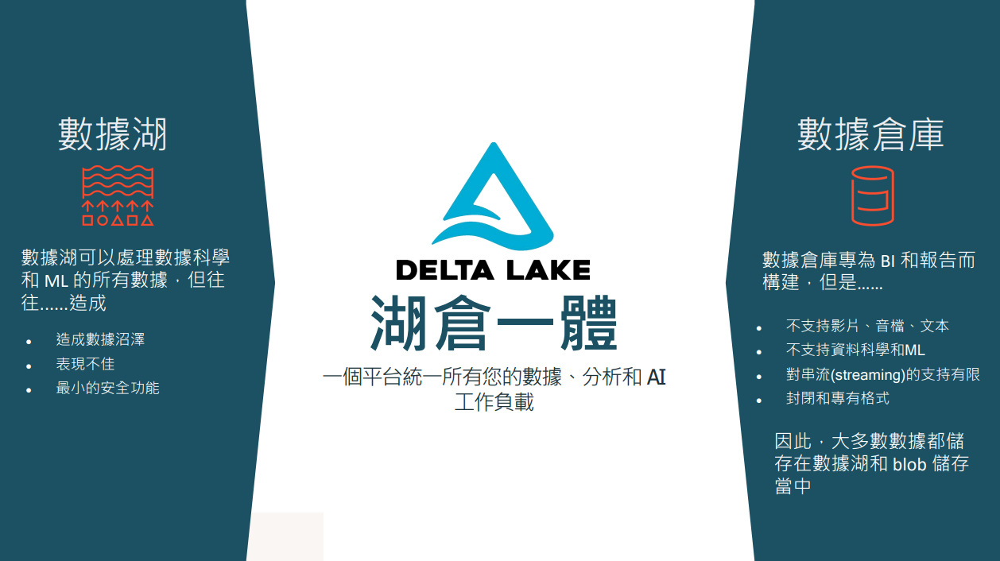 數據湖
數據湖可以處理數據科學
和 ML 的所有數據，但往
往......造成
• 造成數據沼澤
• 表現不佳
• 最小的安全功能
DELTA LAKE
湖倉一體
一個平台統一所有您的數據、分析和 AI
工作負載
數據倉庫
數據倉庫專為 BI 和報告而
構建，但是......
• 不支持影片、音檔、文本
• 不支持資料科學和ML
• 對串流(streaming)的支持有限
• 封閉和專有格式
因此，大多數數據都儲
存在數據湖和 blob 儲存
當中